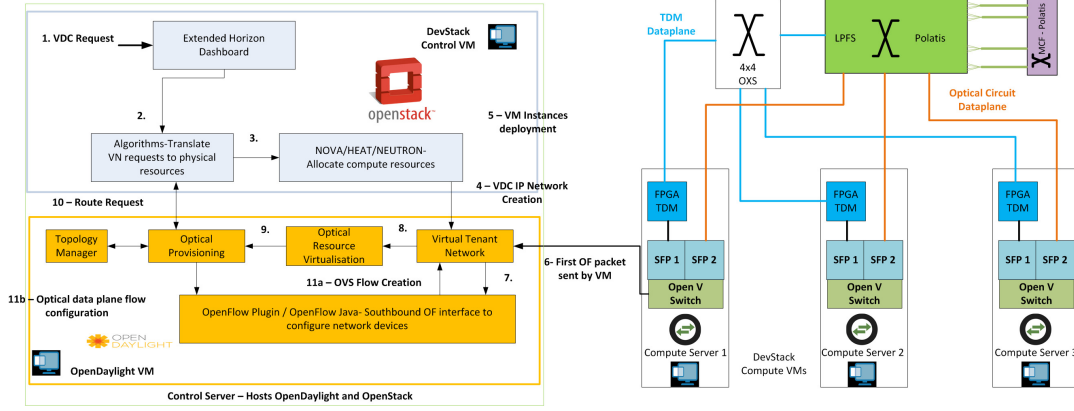 1. VDC Request
Extended Horizon
Dashboard
DevStack
Control VM
openstack™
2.
3.
5 – VM Instances
deployment
Algorithms-Translate
VN requests to physical
resources
NOVA/HEAT/NEUTRON-
Allocate compute resources
4 – VDC IP Network
Creation
10 – Route Request
Topology
Manager
Optical
Provisioning
9.
Optical
Resource
Virtualisation
8.
Virtual Tenant
Network
6- First OF packet
sent by VM
11a – OVS Flow Creation
7.
11b – Optical data plane flow
configuration
OpenFlow Plugin / OpenFlow Java- Southbound OF interface to
configure network devices
OPEN
DAYLIGHT
OpenDaylight VM
Control Server – Hosts OpenDaylight and OpenStack
TDM
Dataplane
4x4
OXS
LPFS
Polatis
MCF - Polatis
Optical Circuit
Dataplane
FPGA
TDM
SFP 1
SFP 2
Open V
Switch
Compute Server 1
DevStack
Compute VMs
FPGA
TDM
SFP 1
SFP 2
Open V
Switch
Compute Server 2
FPGA
TDM
SFP 1
SFP 2
Open V
Switch
Compute Server 3